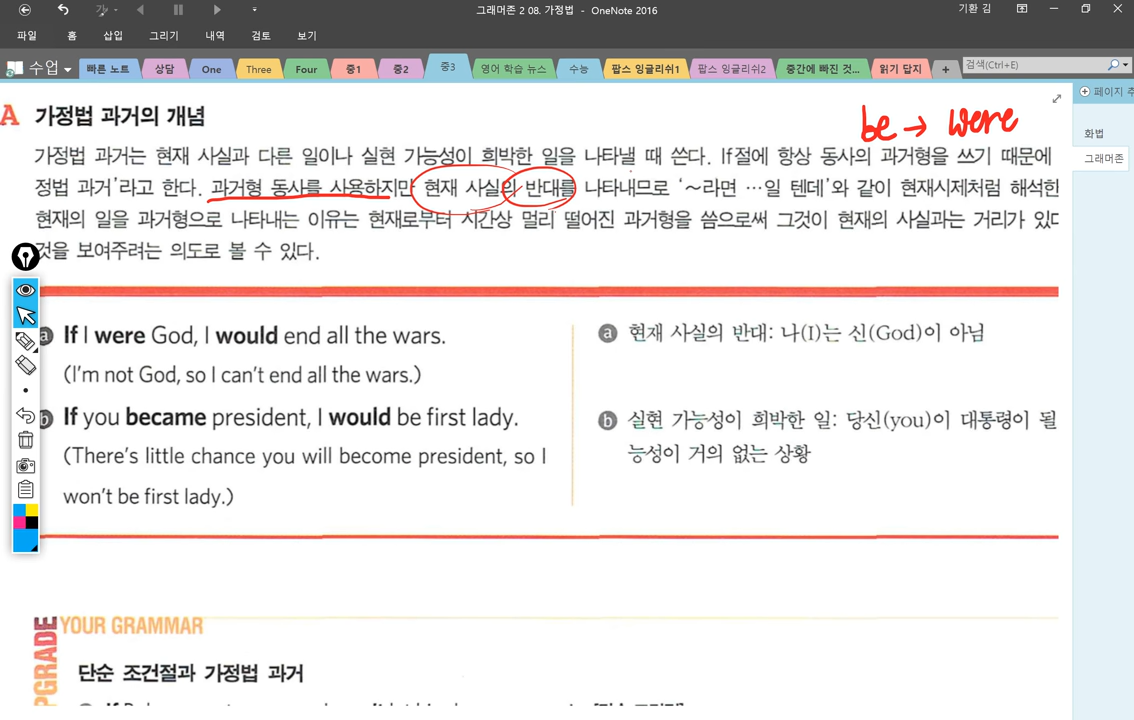 그래머존 2 08. 가정법 - OneNote 2016
기환 김
파일 홈 삽입 그리기 내역 검토 보기
수업 빠른 노트 상담 One Three Four 중1 중2 중3 영어 학습 뉴스 수능 팝스 잉글리쉬1 팝스 잉글리쉬2 중간에 빠진 것... 읽기 답지 + 검색(Ctrl+E)
페이지 추
화법
그래머존
be → were
A 가정법 과거의 개념
가정법 과거는 현재 사실과 다른 일이나 실현 가능성이 희박한 일을 나타낼 때 쓴다. If절에 항상 동사의 과거형을 쓰기 때문에
정법 과거'라고 한다. 과거형 동사를 사용하지만 현재 사실의 반대를 나타내므로 '~라면 …일 텐데'와 같이 현재시제처럼 해석한
현재의 일을 과거형으로 나타내는 이유는 현재로부터 시간상 멀리 떨어진 과거형을 씀으로써 그것이 현재의 사실과는 거리가 있다
것을 보여주려는 의도로 볼 수 있다.
a If I were God, I would end all the wars.
(I'm not God, so I can't end all the wars.)
b If you became president, I would be first lady.
(There's little chance you will become president, so I
won't be first lady.)
a 현재 사실의 반대: 나(I)는 신(God)이 아님
b 실현 가능성이 희박한 일: 당신(you)이 대통령이 될
능성이 거의 없는 상황
PGRADE YOUR GRAMMAR
단순 조건절과 가정법 과거